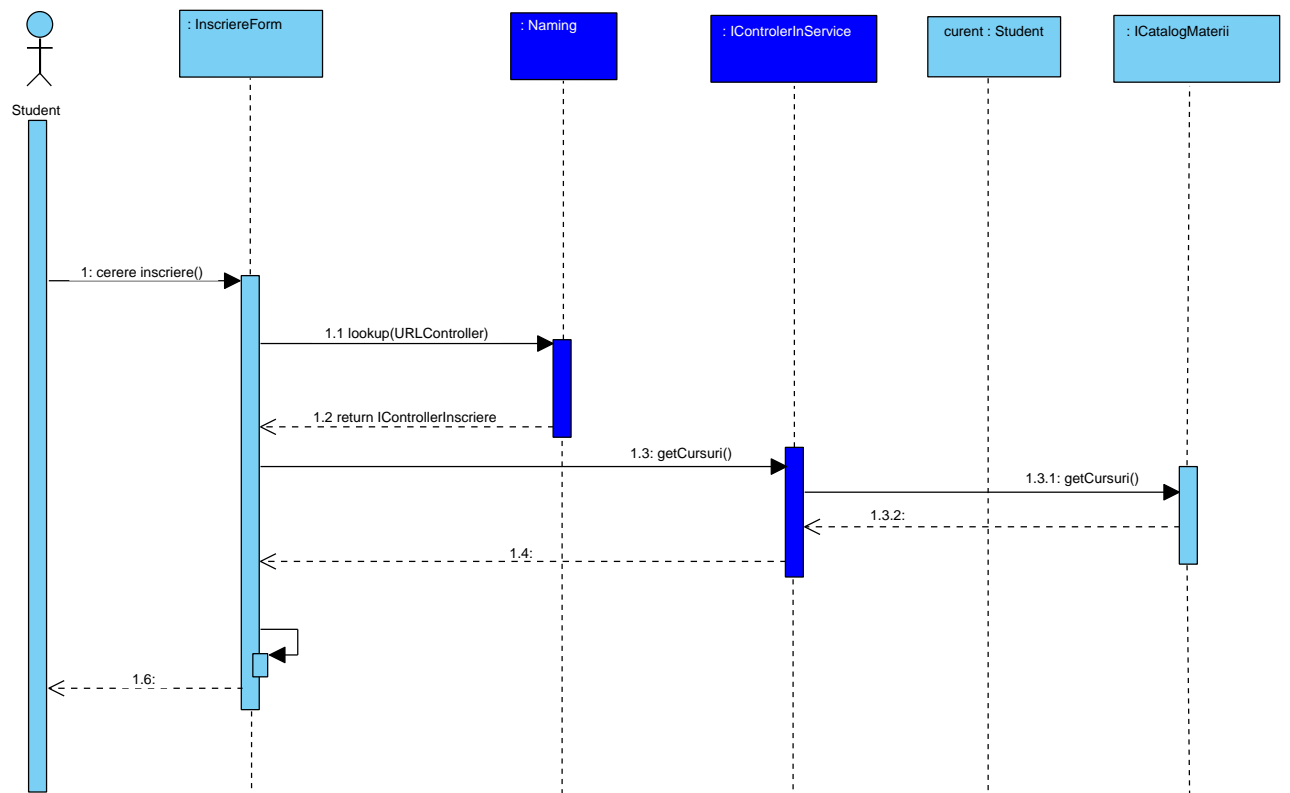 : InscriereForm
: Naming
: IControlerInService
curent : Student
: ICatalogMaterii
Student
1: cerere inscriere()
1.1 lookup(URLController)
1.2 return IControllerInscriere
1.3: getCursuri()
1.3.1: getCursuri()
1.3.2:
1.4:
1.6: